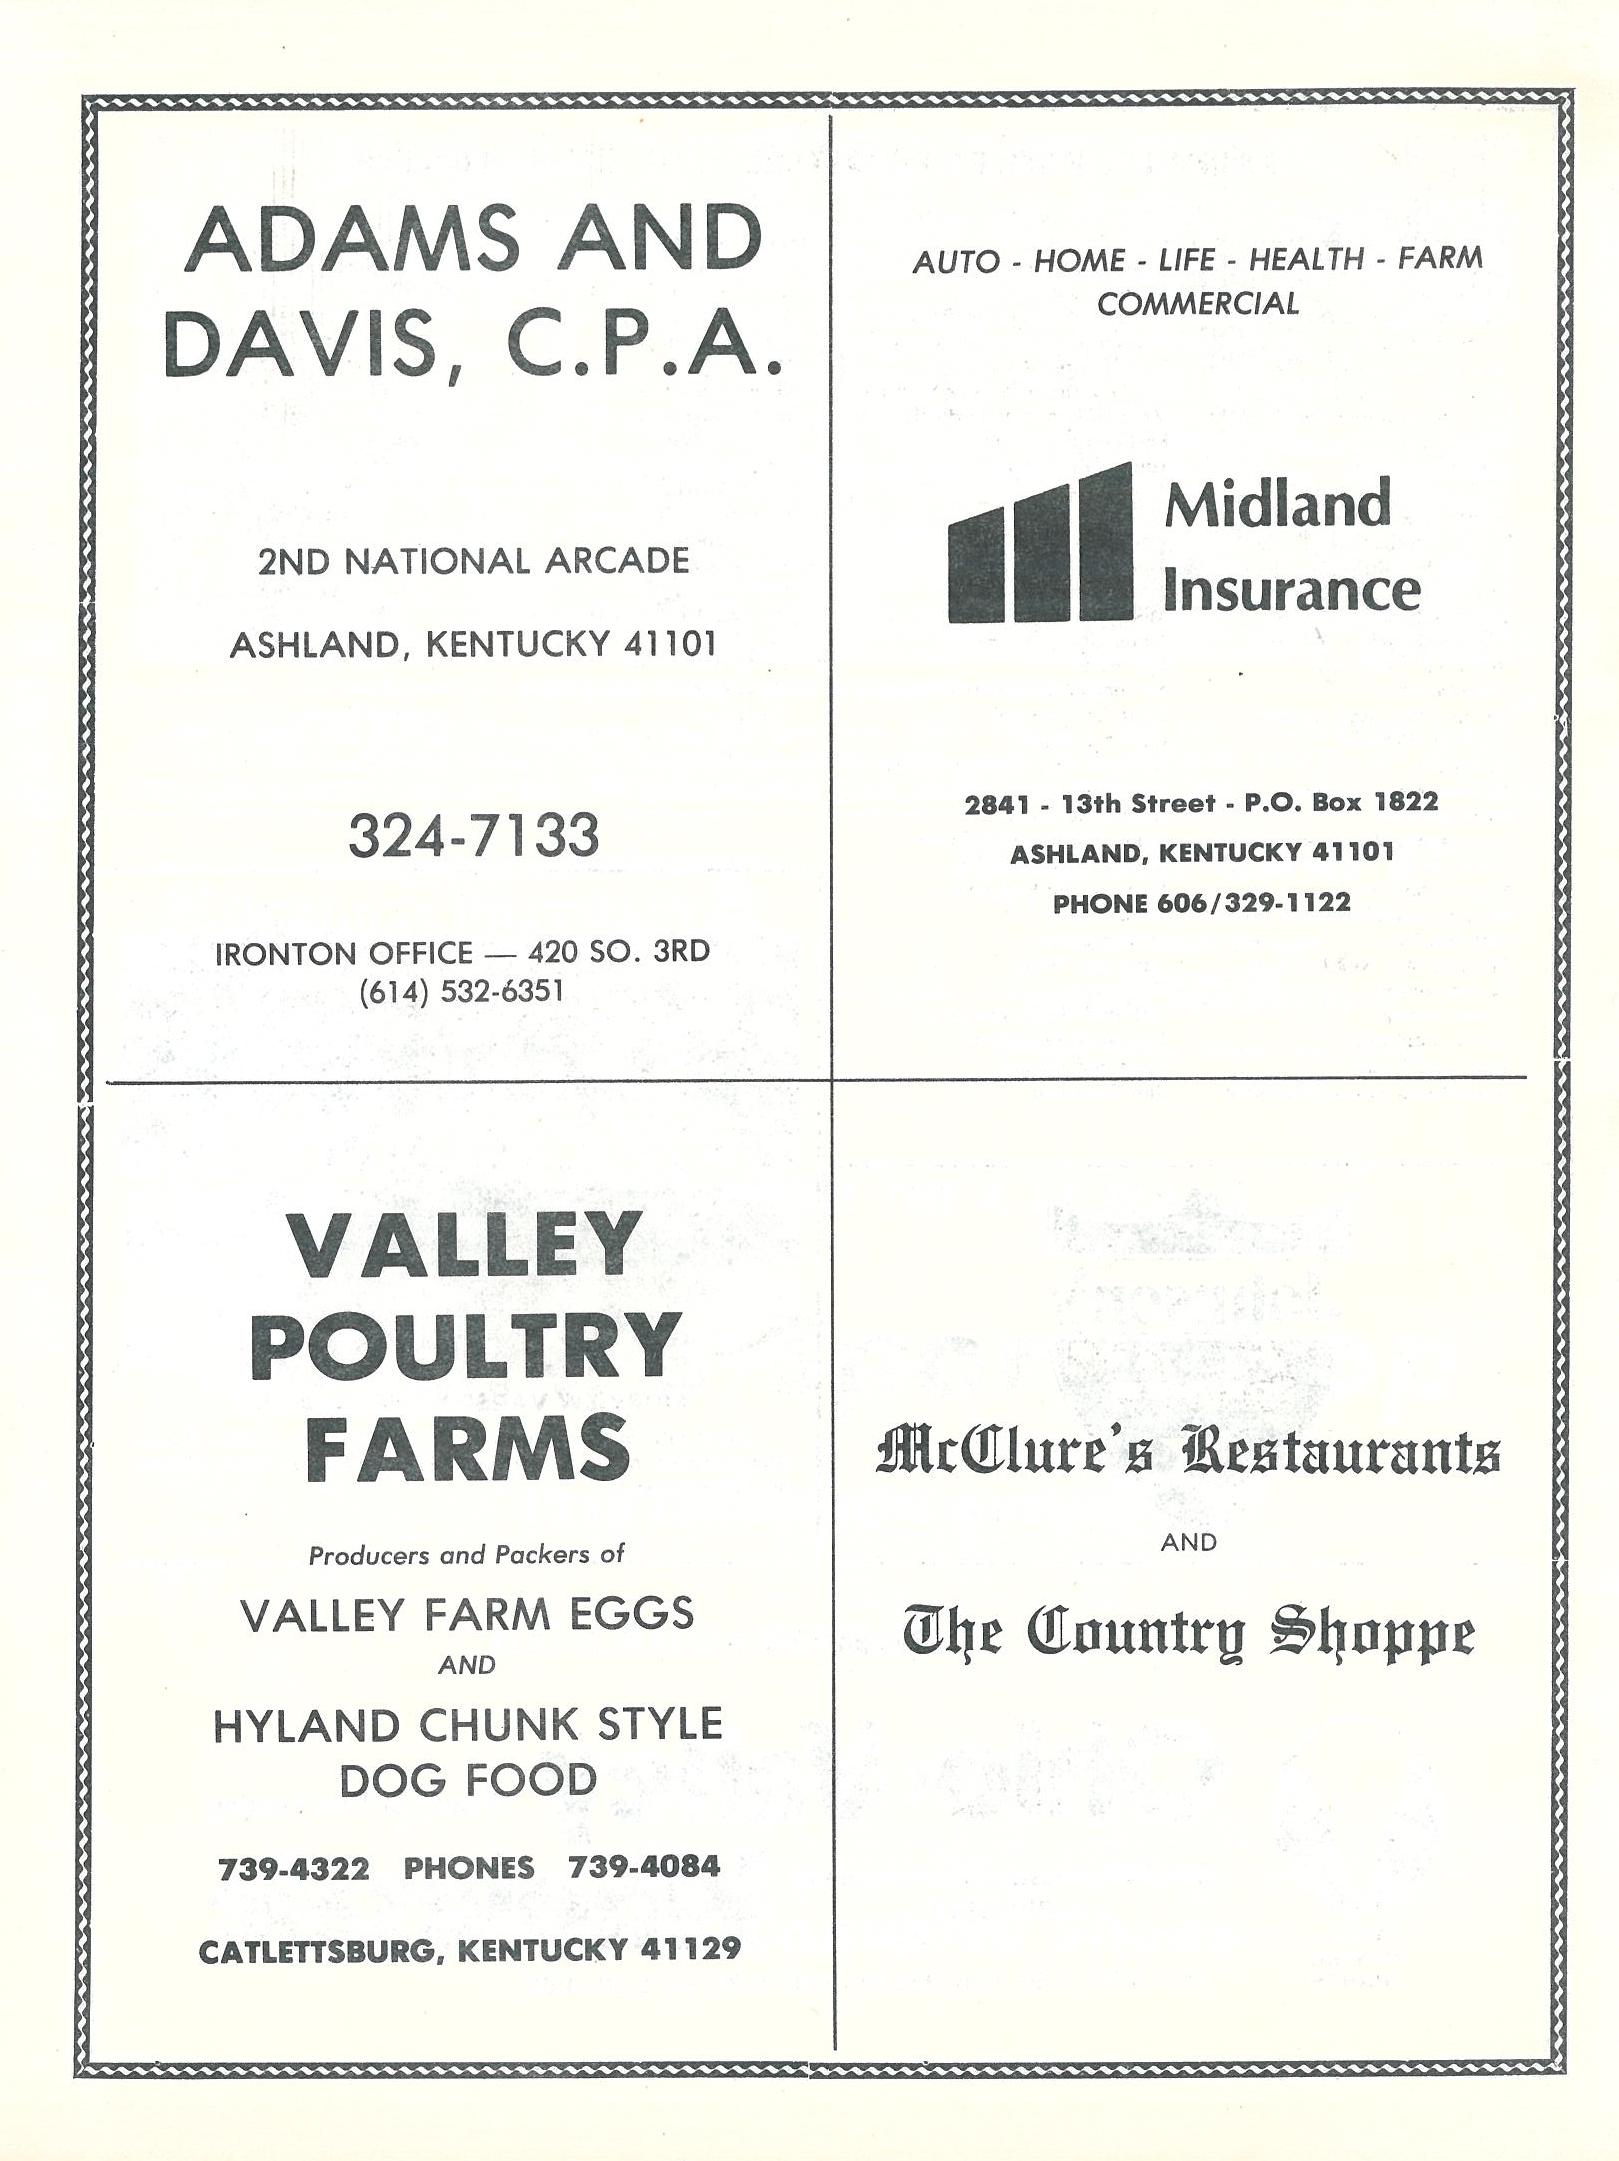 ADAMS AND
DAVIS, C.P.A.
2ND NATIONAL ARCADE
ASHLAND, KENTUCKY 41101
324-7133
IRONTON OFFICE — 420 SO. 3RD
(614) 532-6351
AUTO - HOME - LIFE - HEALTH - FARM
COMMERCIAL
Midland
Insurance
2841 - 13th Street - P.O. Box 1822
ASHLAND, KENTUCKY 41101
PHONE 606/329-1122
VALLEY
POULTRY
FARMS
Producers and Packers of
VALLEY FARM EGGS
AND
HYLAND CHUNK STYLE
DOG FOOD
739-4322 PHONES 739-4084
CATLETTSBURG, KENTUCKY 41129
McClure's Restaurants
AND
The Country Shoppe